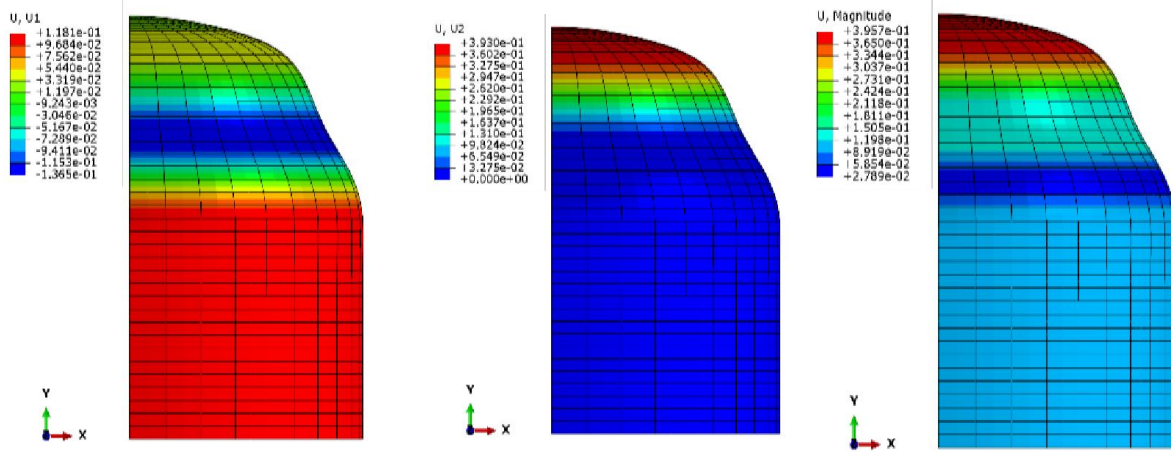 U, U1
+1.181e-01
+9.684e-02
+7.562e-02
+5.440e-02
+3.319e-02
+1.197e-02
-9.243e-03
-3.046e-02
-5.167e-02
-7.289e-02
-9.411e-02
-1.153e-01
-1.365e-01
Y
X
U, U2
+3.930e-01
+3.602e-01
+3.275e-01
+2.947e-01
+2.620e-01
+2.292e-01
+1.965e-01
+1.637e-01
+1.310e-01
+9.824e-02
+6.549e-02
+3.275e-02
+0.000e+00
Y
X
U, Magnitude
+3.957e-01
+3.650e-01
+3.344e-01
+3.037e-01
+2.731e-01
+2.424e-01
+2.118e-01
+1.811e-01
+1.505e-01
+1.198e-01
+8.919e-02
+5.854e-02
+2.789e-02
Y
X